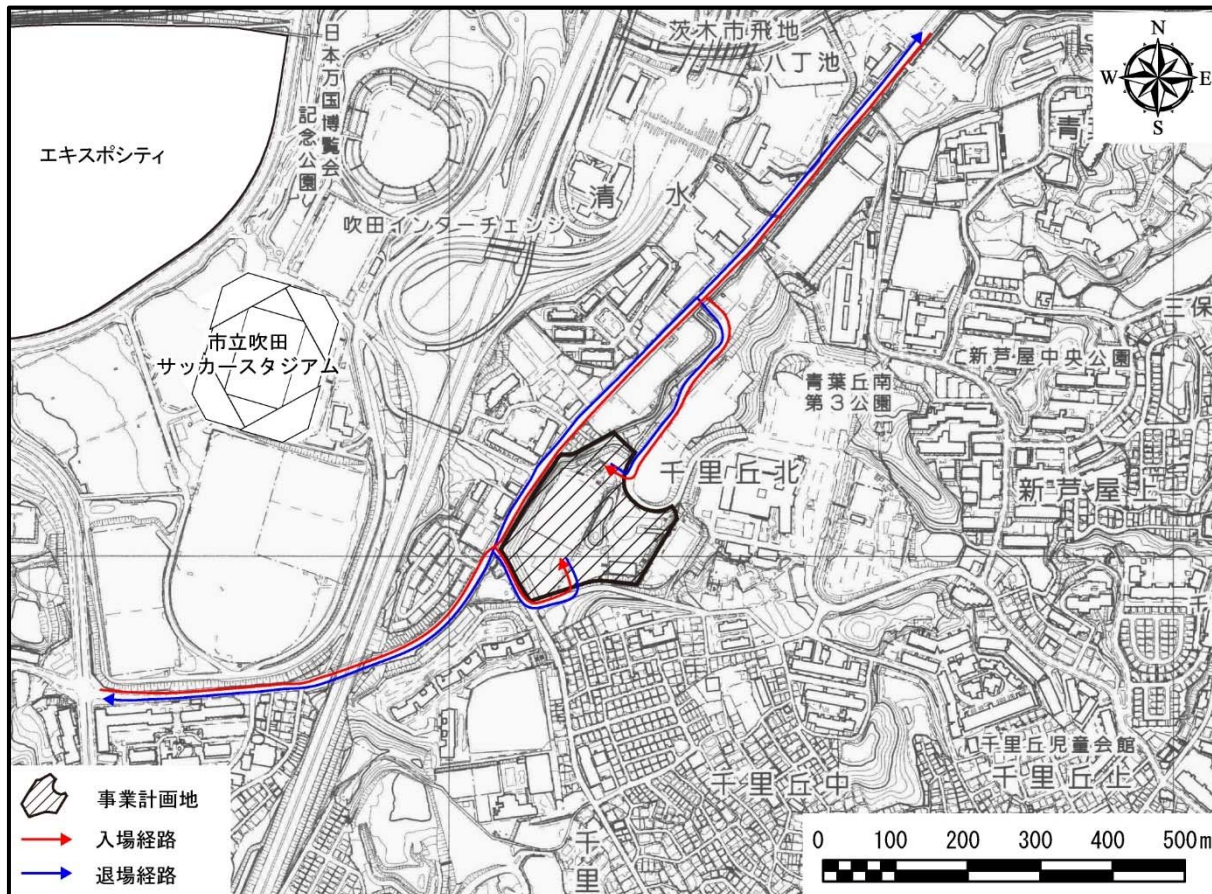 茨木市飛地
八丁池
日本万国博覧会
記念公園
エキスポシティ
N
W
E
S
青
清水
吹田インターチェンジ
市立吹田
サッカースタジアム
三保
新芦屋中央公園
青葉丘南
第3公園
千里丘北
新芦屋上
千
千里丘児童会館
千里丘上
千里丘中
千里
事業計画地
入場経路
退場経路
0 100 200 300 400 500m